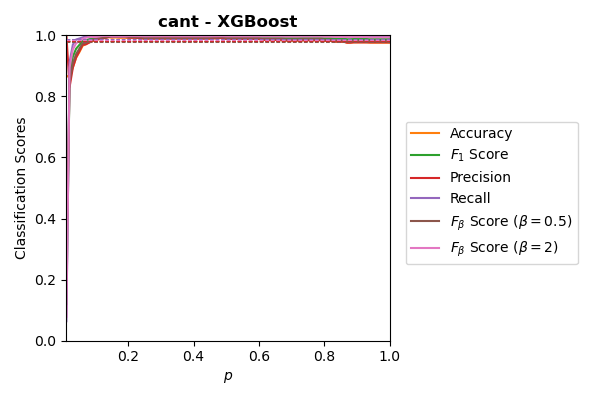 cant - XGBoost
Classification Scores
1.0
0.8
0.6
0.4
0.2
0.0
0.2
0.4
0.6
0.8
1.0
p
Accuracy
F₁ Score
Precision
Recall
Fᵦ Score (β = 0.5)
Fᵦ Score (β = 2)